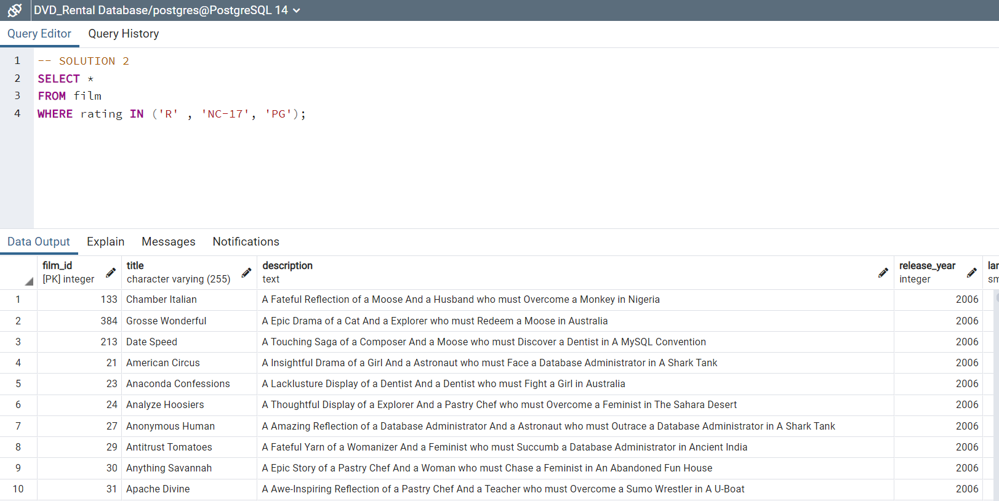 DVD_Rental Database/postgres@PostgreSQL 14
Query Editor Query History
1 -- SOLUTION 2
2 SELECT *
3 FROM film
4 WHERE rating IN ('R' , 'NC-17', 'PG');
Data Output Explain Messages Notifications
film_id title description release_year lar
[PK] integer character varying (255) text integer sm
1 133 Chamber Italian A Fateful Reflection of a Moose And a Husband who must Overcome a Monkey in Nigeria 2006
2 384 Grosse Wonderful A Epic Drama of a Cat And a Explorer who must Redeem a Moose in Australia 2006
3 213 Date Speed A Touching Saga of a Composer And a Moose who must Discover a Dentist in A MySQL Convention 2006
4 21 American Circus A Insightful Drama of a Girl And a Astronaut who must Face a Database Administrator in A Shark Tank 2006
5 23 Anaconda Confessions A Lacklusture Display of a Dentist And a Dentist who must Fight a Girl in Australia 2006
6 24 Analyze Hoosiers A Thoughtful Display of a Explorer And a Pastry Chef who must Overcome a Feminist in The Sahara Desert 2006
7 27 Anonymous Human A Amazing Reflection of a Database Administrator And a Astronaut who must Outrace a Database Administrator in A Shark Tank 2006
8 29 Antitrust Tomatoes A Fateful Yarn of a Womanizer And a Feminist who must Succumb a Database Administrator in Ancient India 2006
9 30 Anything Savannah A Epic Story of a Pastry Chef And a Woman who must Chase a Feminist in An Abandoned Fun House 2006
10 31 Apache Divine A Awe-Inspiring Reflection of a Pastry Chef And a Teacher who must Overcome a Sumo Wrestler in A U-Boat 2006